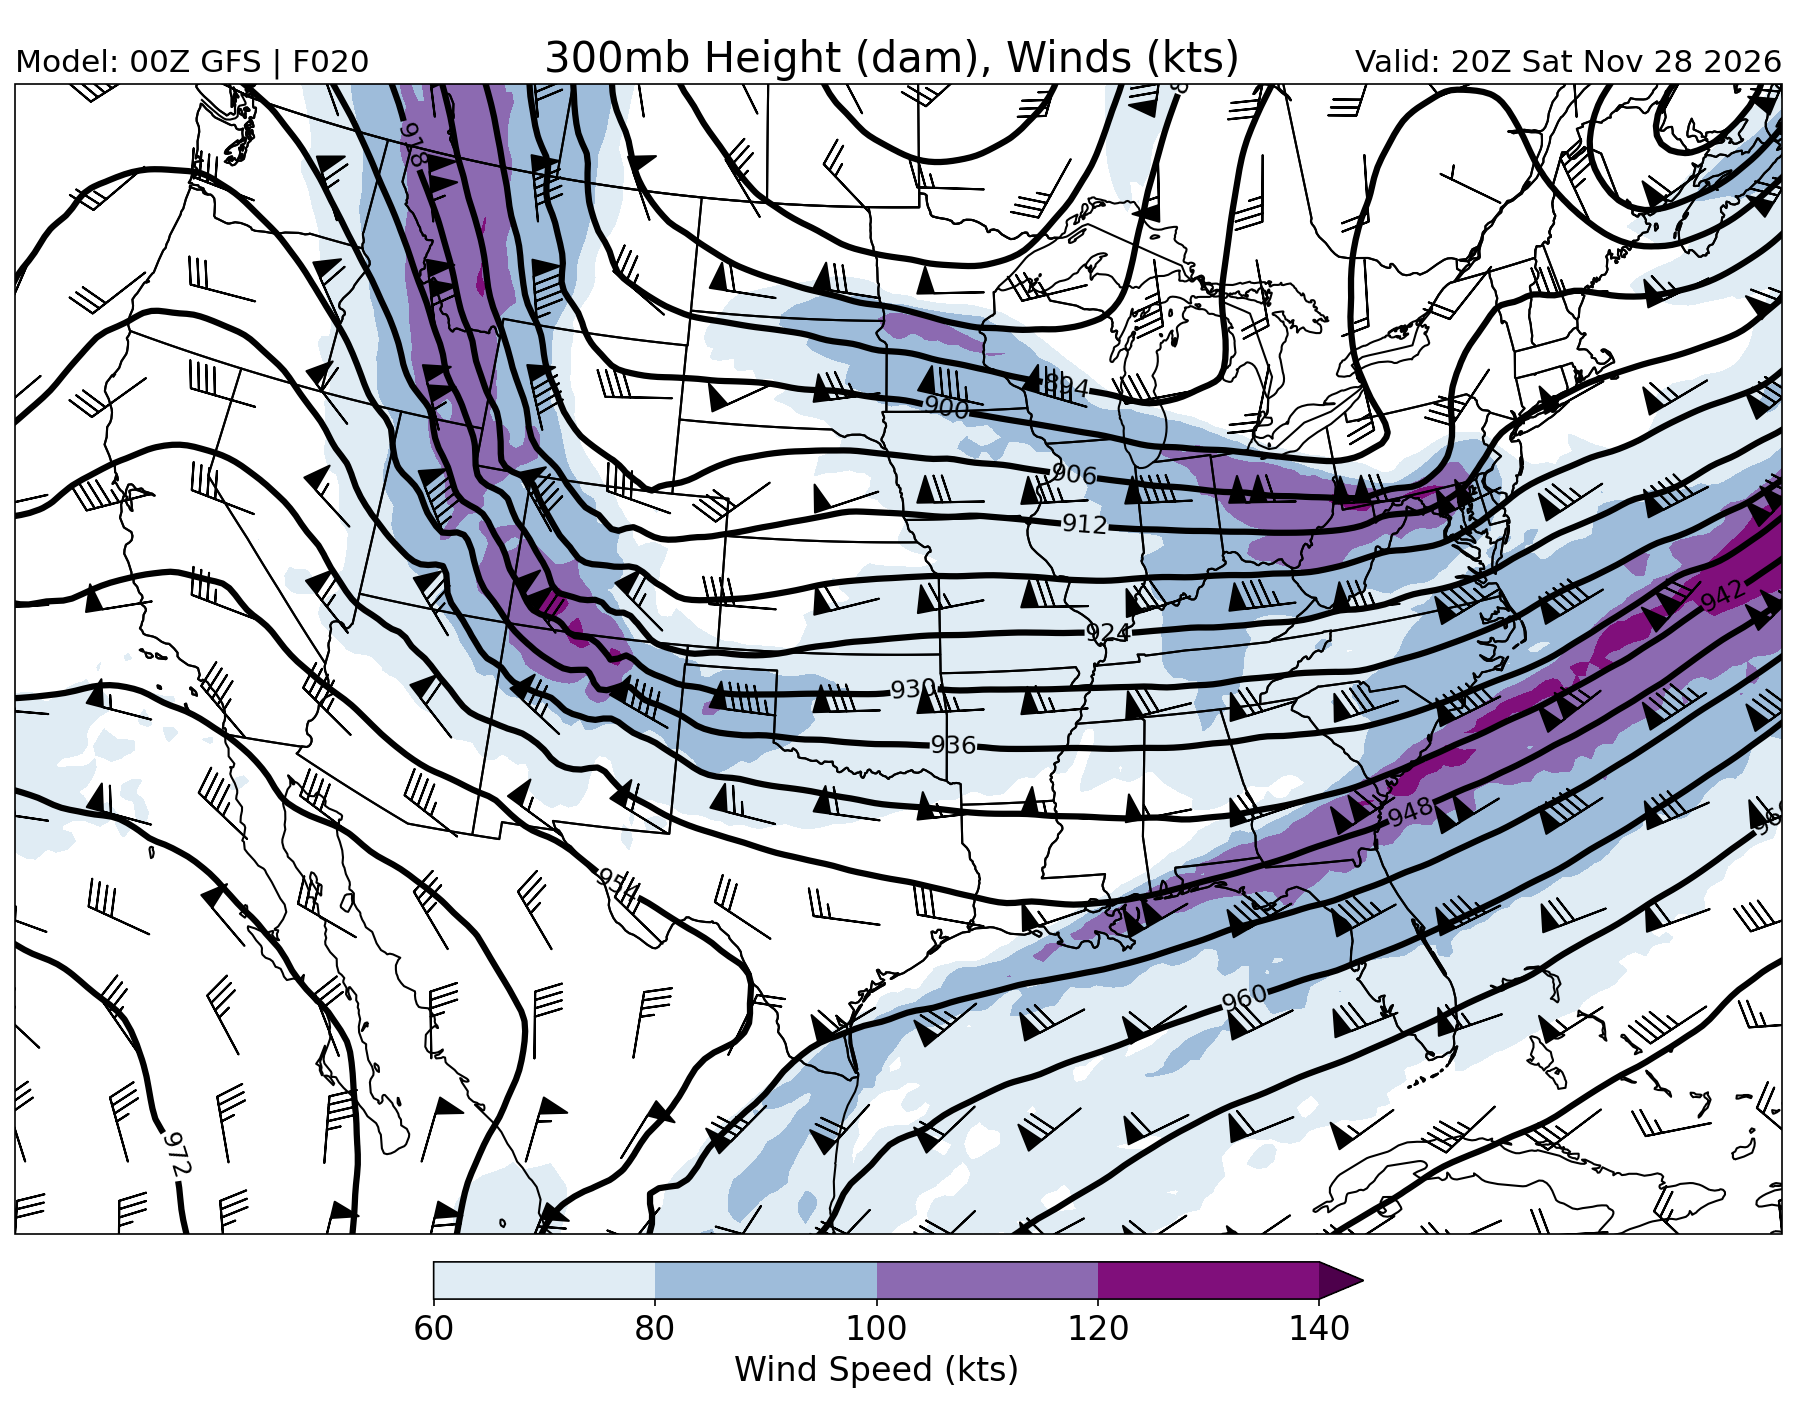 Model: 00Z GFS | F020
300mb Height (dam), Winds (kts)
Valid: 20Z Sat Nov 28 2026
918
894
900
906
912
924
930
936
942
948
954
960
972
60 80 100 120 140
Wind Speed (kts)